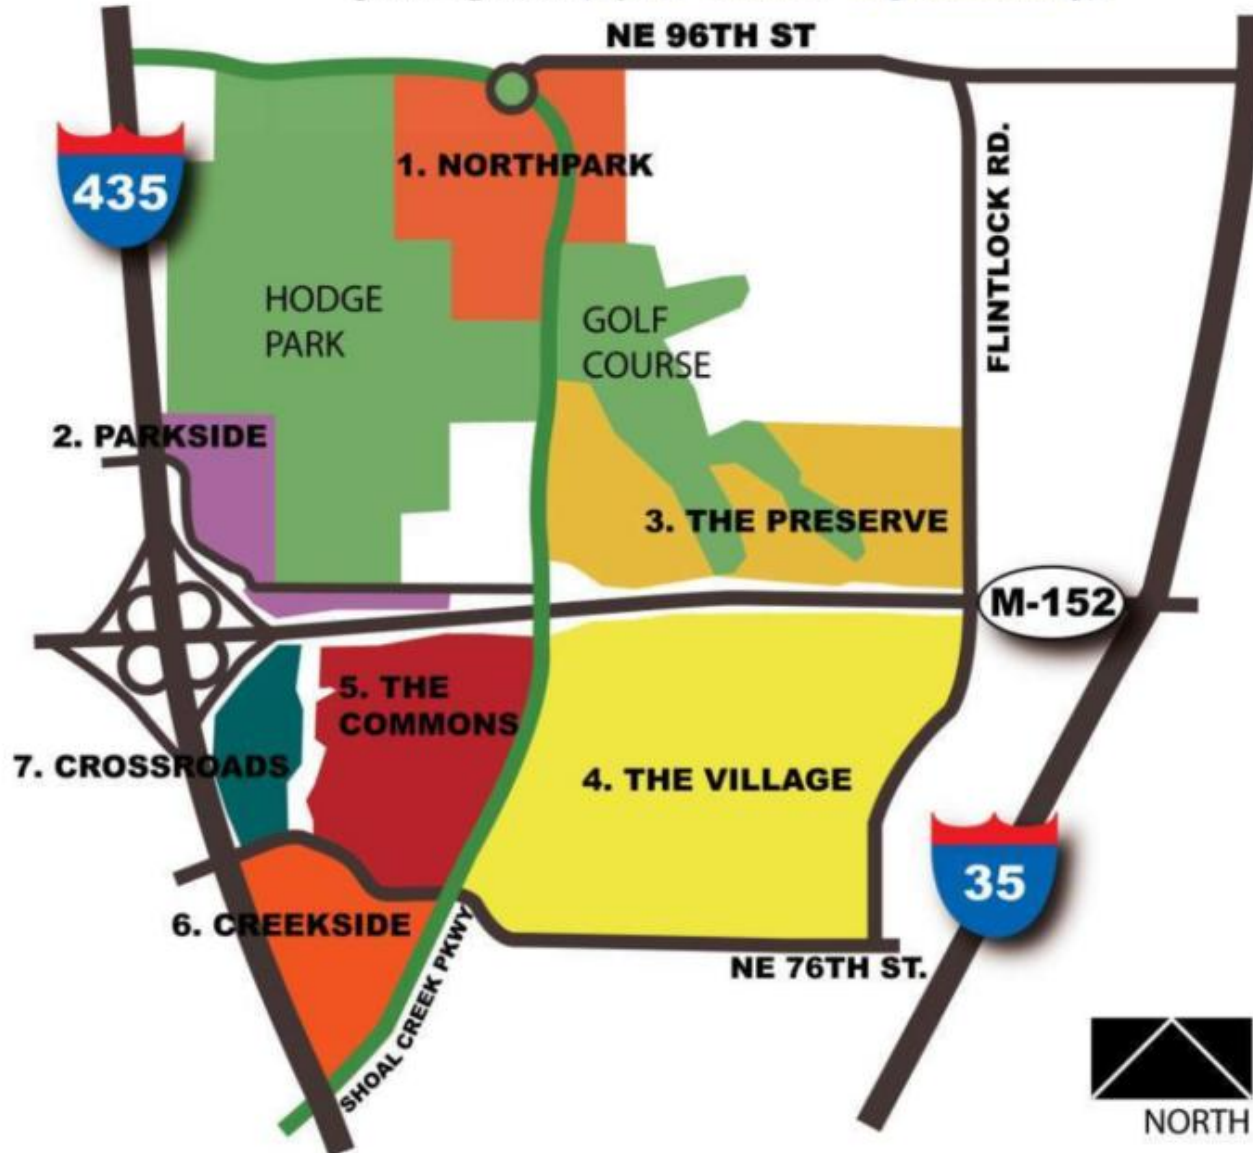 NE 96TH ST
1. NORTHPARK
435
FLINTLOCK RD.
HODGE
PARK
GOLF
COURSE
2. PARKSIDE
3. THE PRESERVE
M-152
5. THE
COMMONS
7. CROSSROADS
4. THE VILLAGE
35
6. CREEKSIDE
SHOAL CREEK PKWY
NE 76TH ST.
NORTH